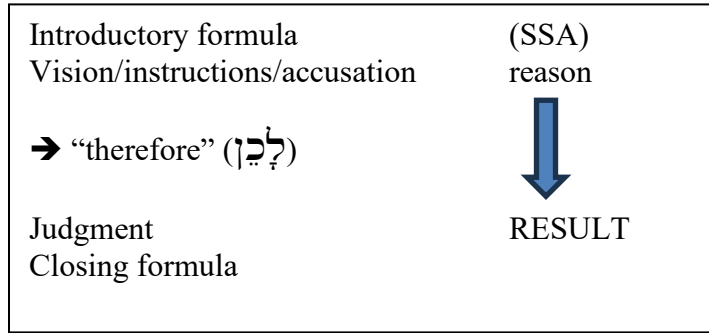 Introductory formula (SSA)
Vision/instructions/accusation reason
➔ “therefore” (לָכֵן)
Judgment RESULT
Closing formula